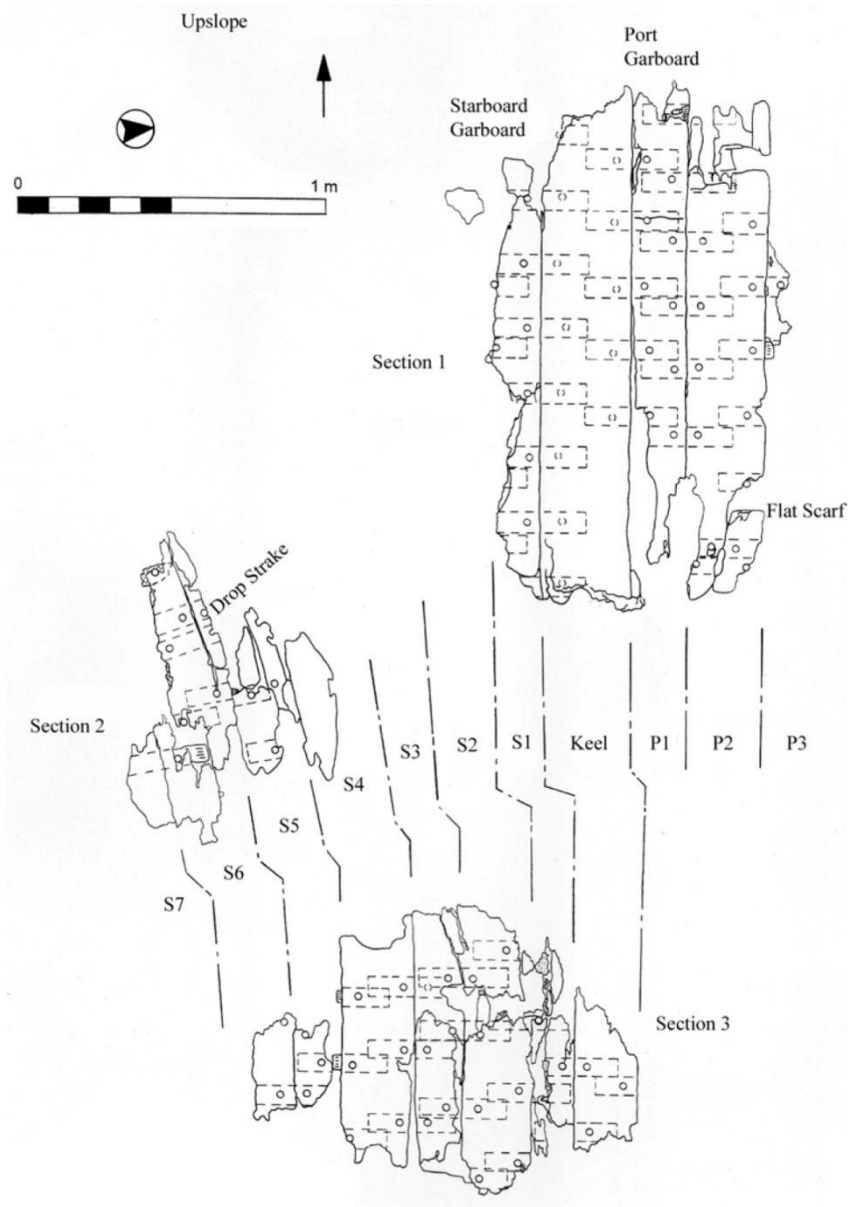 Upslope
Port
Garboard
Starboard
Garboard
0
1 m
Section 1
Flat Scarf
Drop Strake
Section 2
S7
S6
S5
S4
S3
S2
S1
Keel
P1
P2
P3
Section 3